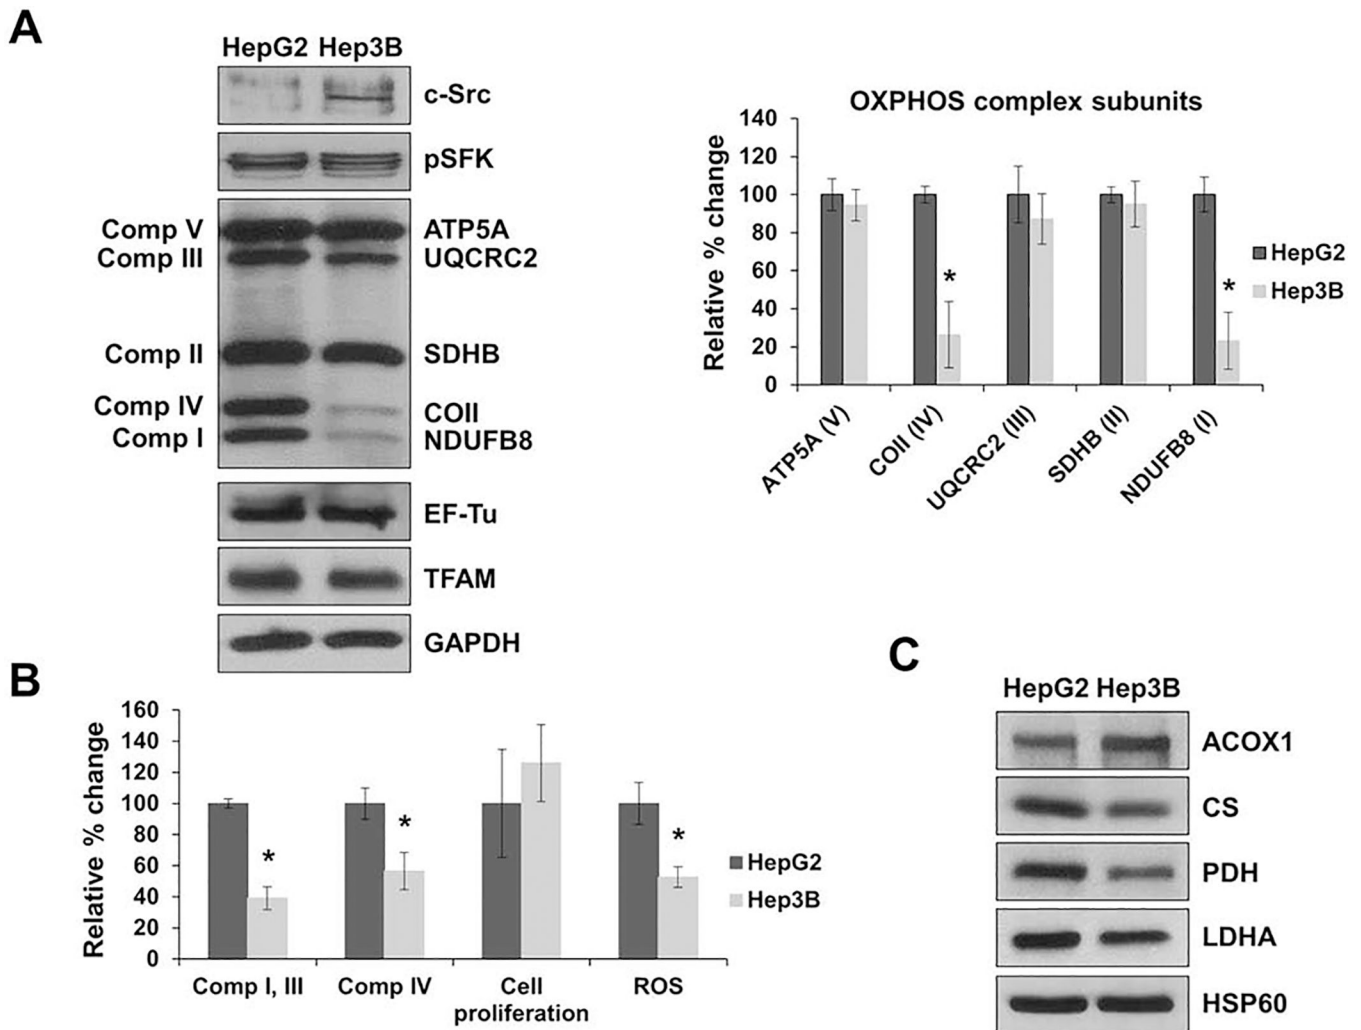 A
HepG2 Hep3B
c-Src
pSFK
Comp V ATP5A
Comp III UQCRC2
Comp II SDHB
Comp IV COII
Comp I NDUFB8
EF-Tu
TFAM
GAPDH
OXPHOS complex subunits
Relative % change
140
120
100
80
60
40
20
0
ATP5A (V)
COII (IV)
UQCRC2 (III)
SDHB (II)
NDUFB8 (I)
*
*
HepG2
Hep3B
B
Relative % change
160
140
120
100
80
60
40
20
0
*
*
*
Comp I, III
Comp IV
Cell
proliferation
ROS
HepG2
Hep3B
C
HepG2 Hep3B
ACOX1
CS
PDH
LDHA
HSP60